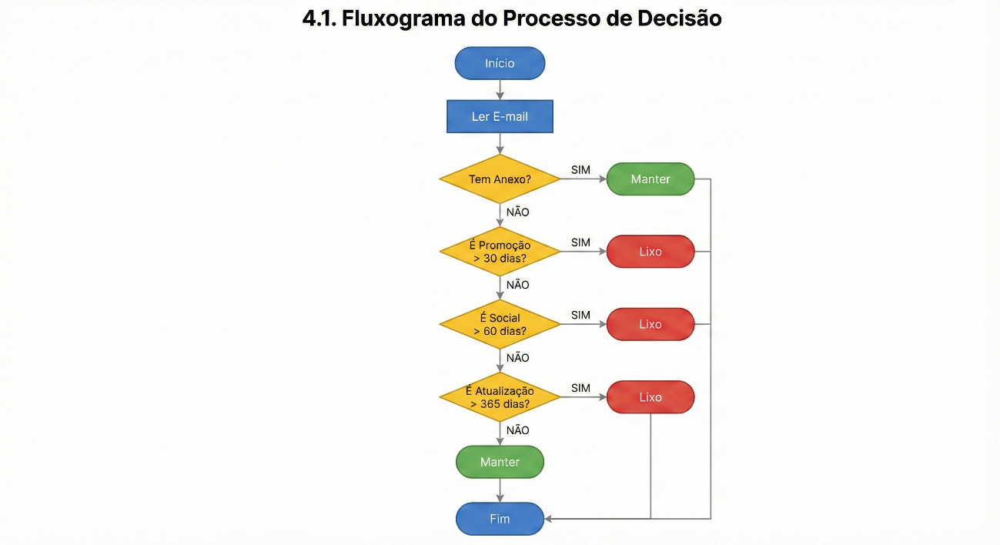 4.1. Fluxograma do Processo de Decisão
Início
Ler E-mail
Tem Anexo?
SIM
Manter
NÃO
É Promoção
> 30 dias?
SIM
Lixo
NÃO
É Social
> 60 dias?
SIM
Lixo
NÃO
É Atualização
> 365 dias?
SIM
Lixo
NÃO
Manter
Fim